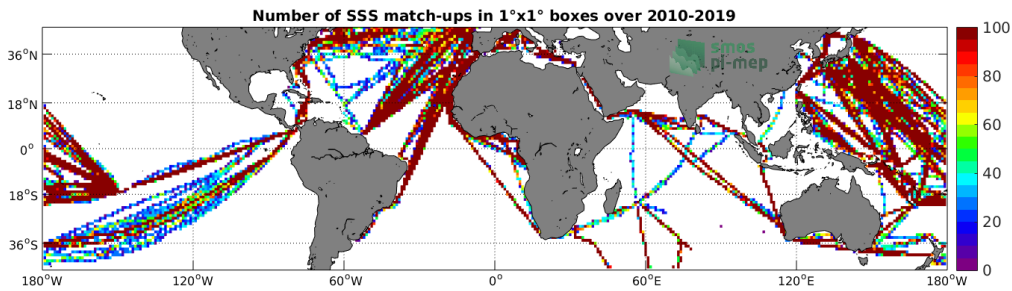 Number of SSS match-ups in 1°x1° boxes over 2010-2019
smos
pi-mep
100
80
60
40
20
0
36°N
18°N
0°
18°S
36°S
180°W
120°W
60°W
0°
60°E
120°E
180°W